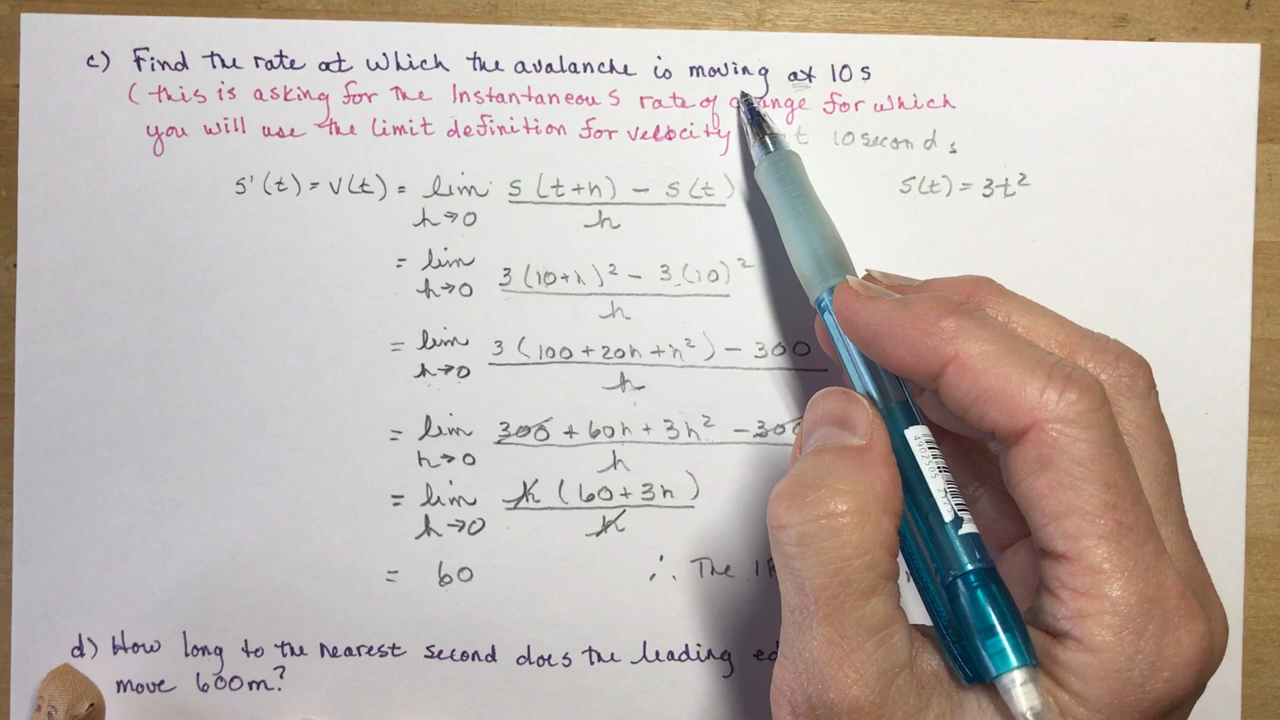 c) Find the rate at which the avalanche is moving at 10 s
( this is asking for the Instantaneous rate of change for which
you will use the limit definition for velocity at 10 seconds
s'(t) = v(t) = lim h→0 s(t+h) - s(t) / h
s(t) = 3t²
= lim h→0 3(10+h)² - 3(10)² / h
= lim h→0 3(100+20h+h²) - 300 / h
= lim h→0 300 + 60h + 3h² - 300 / h
= lim h→0 h(60+3h) / h
= 60 ∴ The
d) How long to the nearest second does the leading
move 600m?
4902505